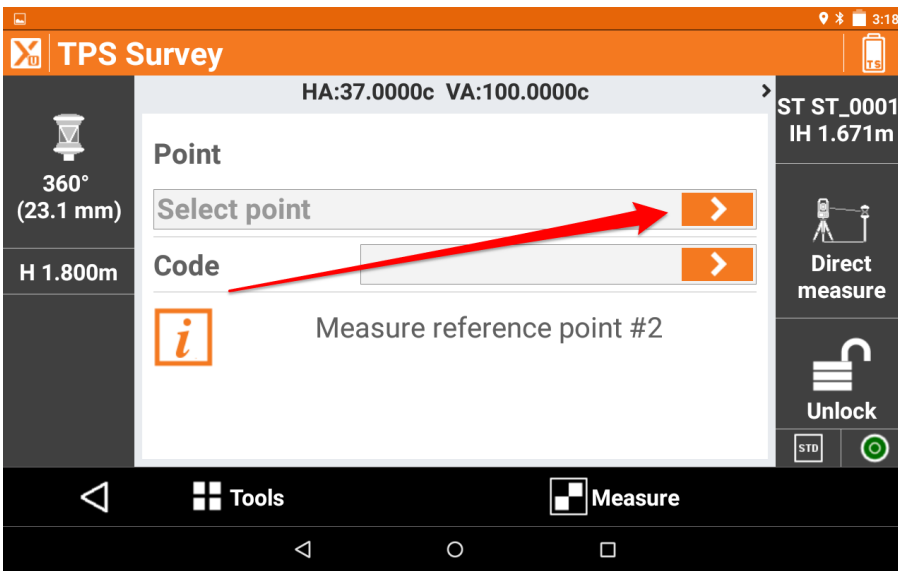 3:18
TPS Survey
TS
HA:37.0000c VA:100.0000c
ST ST_0001
IH 1.671m
360°
(23.1 mm)
H 1.800m
Point
Select point
Code
Measure reference point #2
Direct
measure
Unlock
STD
Tools
Measure